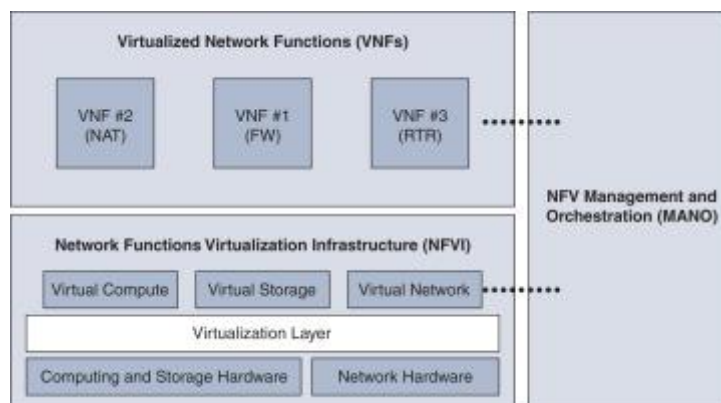 Virtualized Network Functions (VNFs)
VNF #2
(NAT)
VNF #1
(FW)
VNF #3
(RTR)
NFV Management and
Orchestration (MANO)
Network Functions Virtualization Infrastructure (NFVI)
Virtual Compute
Virtual Storage
Virtual Network
Virtualization Layer
Computing and Storage Hardware
Network Hardware